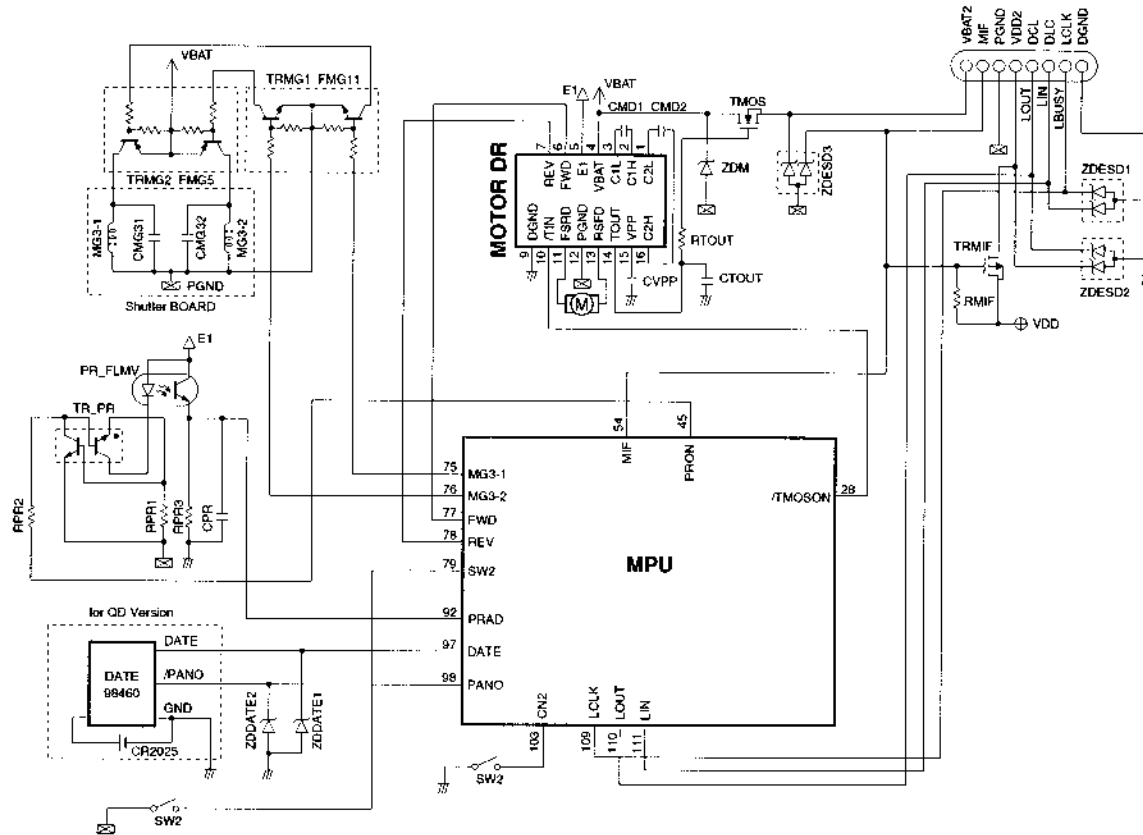 VBAT
TRMG1 FMG11
TRMG2 FMG5
MG3-1
CMG31
CMG32
MG3-2
PGND
Shutter BOARD
E1
VBAT
CMD1 CMD2
TMOS
7 6 5 4 3 2 1
REV FWD E1 VBAT C1L C1H C2L
MOTOR DR
DGND /T1N FSRD PGND RSFD TOUT VPP C2H
9 10 11 12 13 14 15 16
M
CVPP
RTOUT
CTOUT
ZDM
ZDESD3
VBAT2
MIF
PGND
VDD2
DCL
DLC
LCLK
DGND
LOUT
LIN
LBUSY
ZDESD1
ZDESD2
TRMIF
RMIF
VDD
E1
PR_FLMV
TR_PR
RPR2
RPR1
RPR3
CPR
54
MIF
45
PRON
75 MG3-1
76 MG3-2
77 FWD
78 REV
79 SW2
92 PRAD
97 DATE
98 PANO
/TMOSON 28
MPU
CN2
103
LCLK
109
LOUT
110
LIN
111
SW2
for QD Version
DATE
98460
DATE
/PANO
GND
CR2025
ZDDATE2
ZDDATE1
SW2